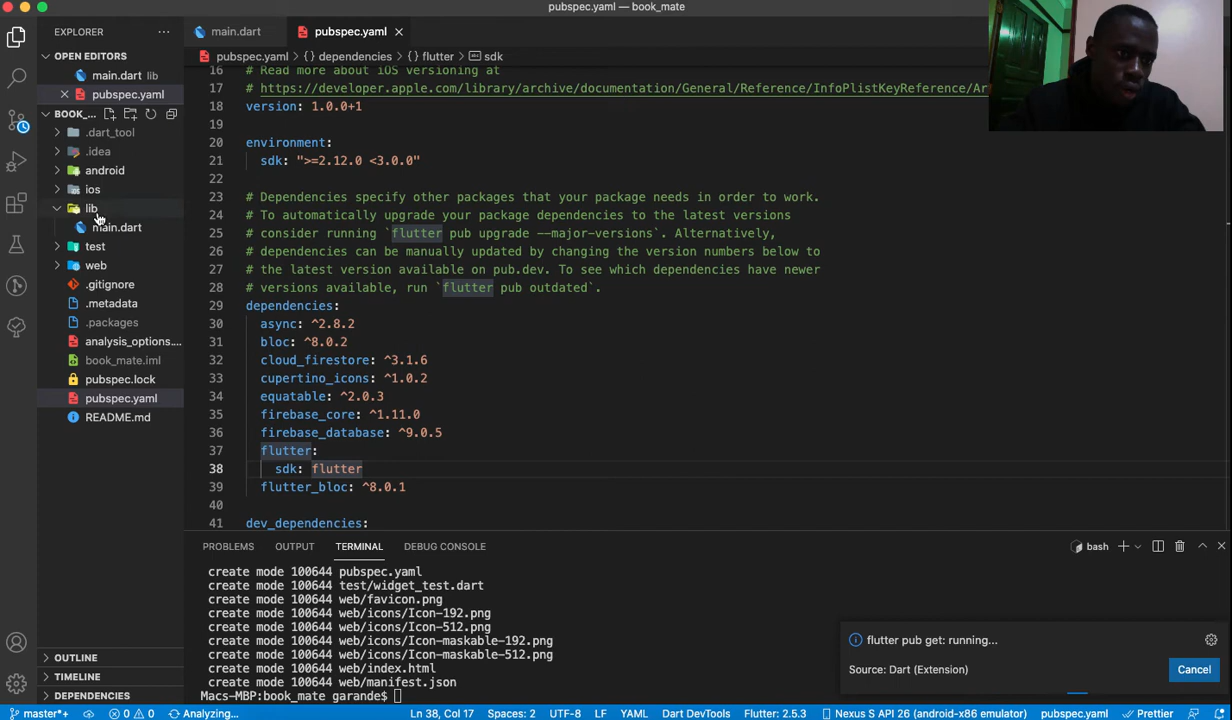 pubspec.yaml — book_mate
EXPLORER
main.dart
pubspec.yaml
OPEN EDITORS
main.dart lib
pubspec.yaml
BOOK_...
.dart_tool
.idea
android
ios
lib
main.dart
test
web
.gitignore
.metadata
.packages
analysis_options....
book_mate.iml
pubspec.lock
pubspec.yaml
README.md
OUTLINE
TIMELINE
DEPENDENCIES
pubspec.yaml > { } dependencies > { } flutter > sdk
16 # Read more about iOS versioning at
17 # https://developer.apple.com/library/archive/documentation/General/Reference/InfoPlistKeyReference/Ar
18 version: 1.0.0+1
19
20 environment:
21 sdk: ">=2.12.0 <3.0.0"
22
23 # Dependencies specify other packages that your package needs in order to work.
24 # To automatically upgrade your package dependencies to the latest versions
25 # consider running `flutter pub upgrade --major-versions`. Alternatively,
26 # dependencies can be manually updated by changing the version numbers below to
27 # the latest version available on pub.dev. To see which dependencies have newer
28 # versions available, run `flutter pub outdated`.
29 dependencies:
30 async: ^2.8.2
31 bloc: ^8.0.2
32 cloud_firestore: ^3.1.6
33 cupertino_icons: ^1.0.2
34 equatable: ^2.0.3
35 firebase_core: ^1.11.0
36 firebase_database: ^9.0.5
37 flutter:
38 sdk: flutter
39 flutter_bloc: ^8.0.1
40
41 dev_dependencies:
PROBLEMS OUTPUT TERMINAL DEBUG CONSOLE
bash
create mode 100644 pubspec.yaml
create mode 100644 test/widget_test.dart
create mode 100644 web/favicon.png
create mode 100644 web/icons/Icon-192.png
create mode 100644 web/icons/Icon-512.png
create mode 100644 web/icons/Icon-maskable-192.png
create mode 100644 web/icons/Icon-maskable-512.png
create mode 100644 web/index.html
create mode 100644 web/manifest.json
Macs-MBP:book_mate garande$
flutter pub get: running...
Source: Dart (Extension)
Cancel
master*+ 0 0 Analyzing... Ln 38, Col 17 Spaces: 2 UTF-8 LF YAML Dart DevTools Flutter: 2.5.3 Nexus S API 26 (android-x86 emulator) pubspec.yaml Prettier